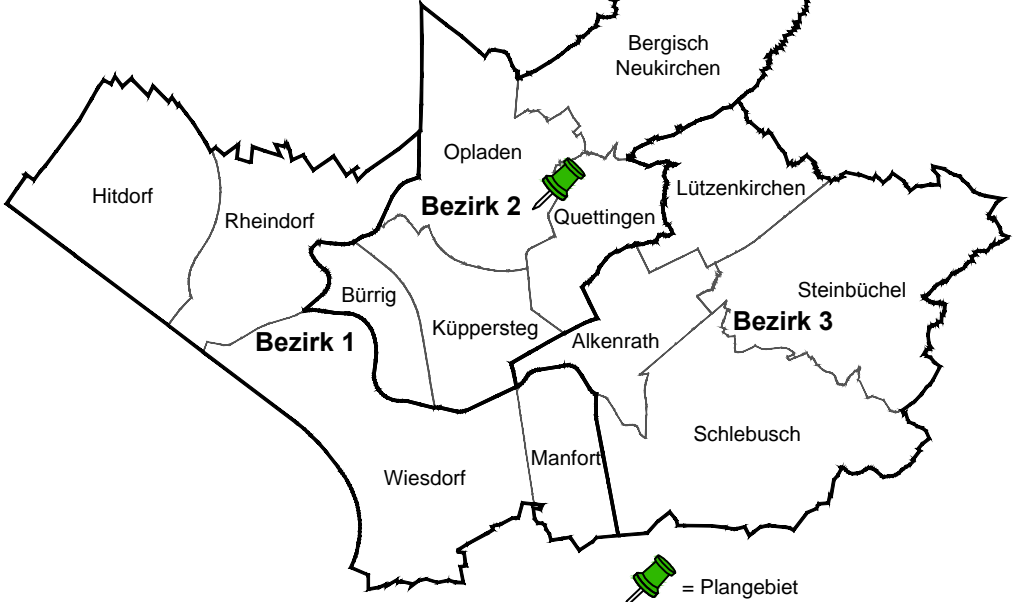 Bergisch
Neukirchen
Opladen
Hitdorf
Lützenkirchen
Bezirk 2
Rheindorf
Quettingen
Bürrig
Steinbüchel
Küppersteg
Bezirk 3
Bezirk 1
Alkenrath
Schlebusch
Manfort
Wiesdorf
= Plangebiet